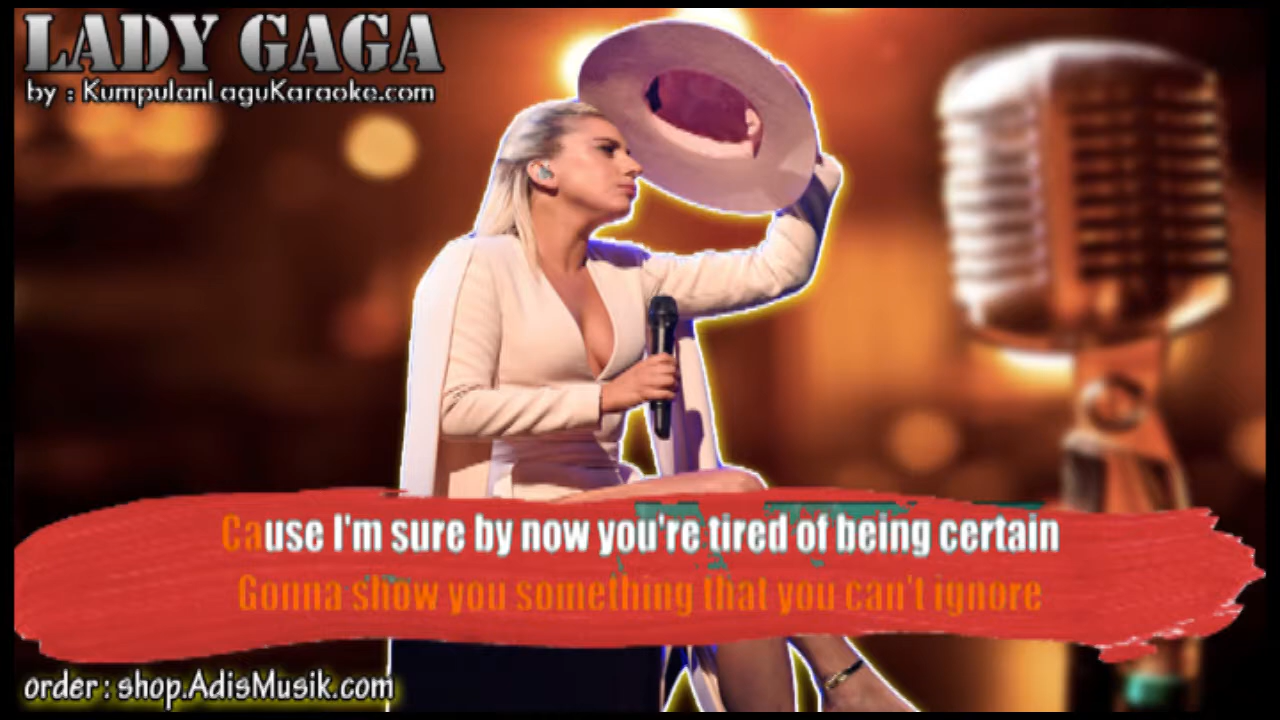 LADY GAGA
by : KumpulanLaguKaraoke.com
Cause I'm sure by now you're tired of being certain
Gonna show you something that you can't ignore
order : shop.AdisMusik.com